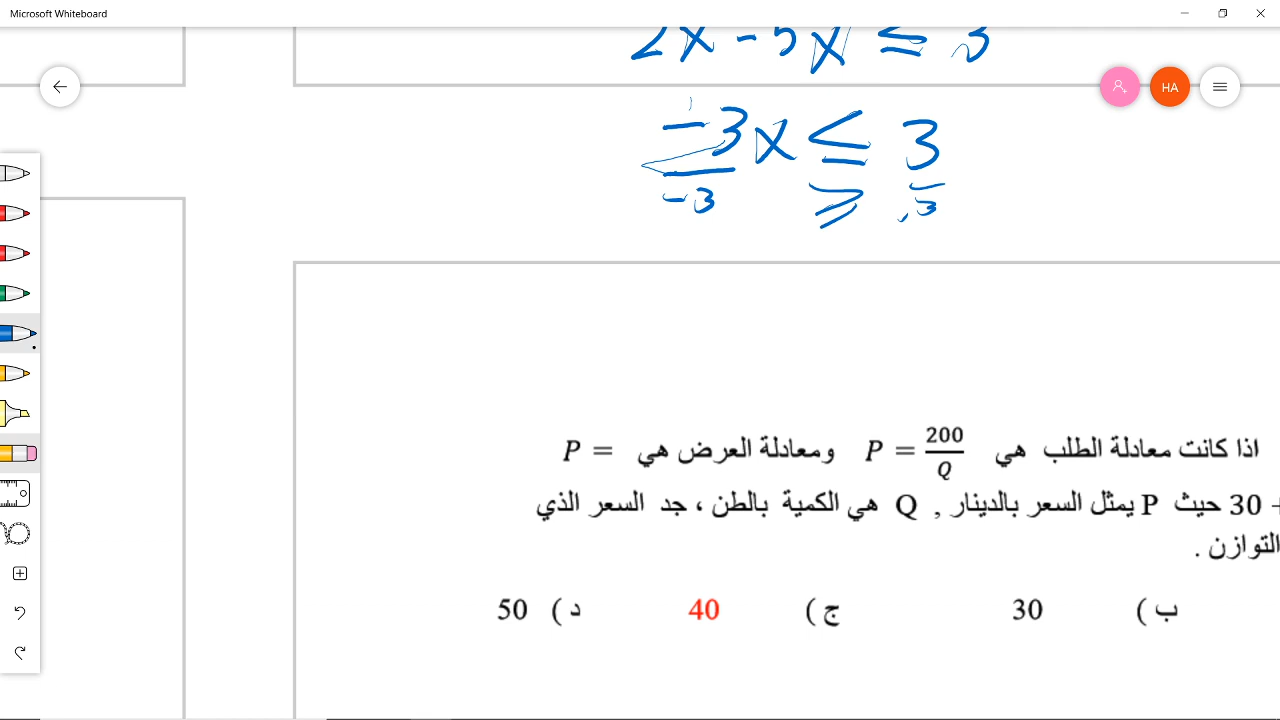 Microsoft Whiteboard
2x - 5x ≤ 3
HA
-3x ≤ 3
-3 ≥ -3
اذا كانت معادلة الطلب هي P = 200/Q ومعادلة العرض هي P =
+ 30 حيث P يمثل السعر بالدينار , Q هي الكمية بالطن ، جد السعر الذي
التوازن .
ب ) 30 ج ) 40 د ) 50